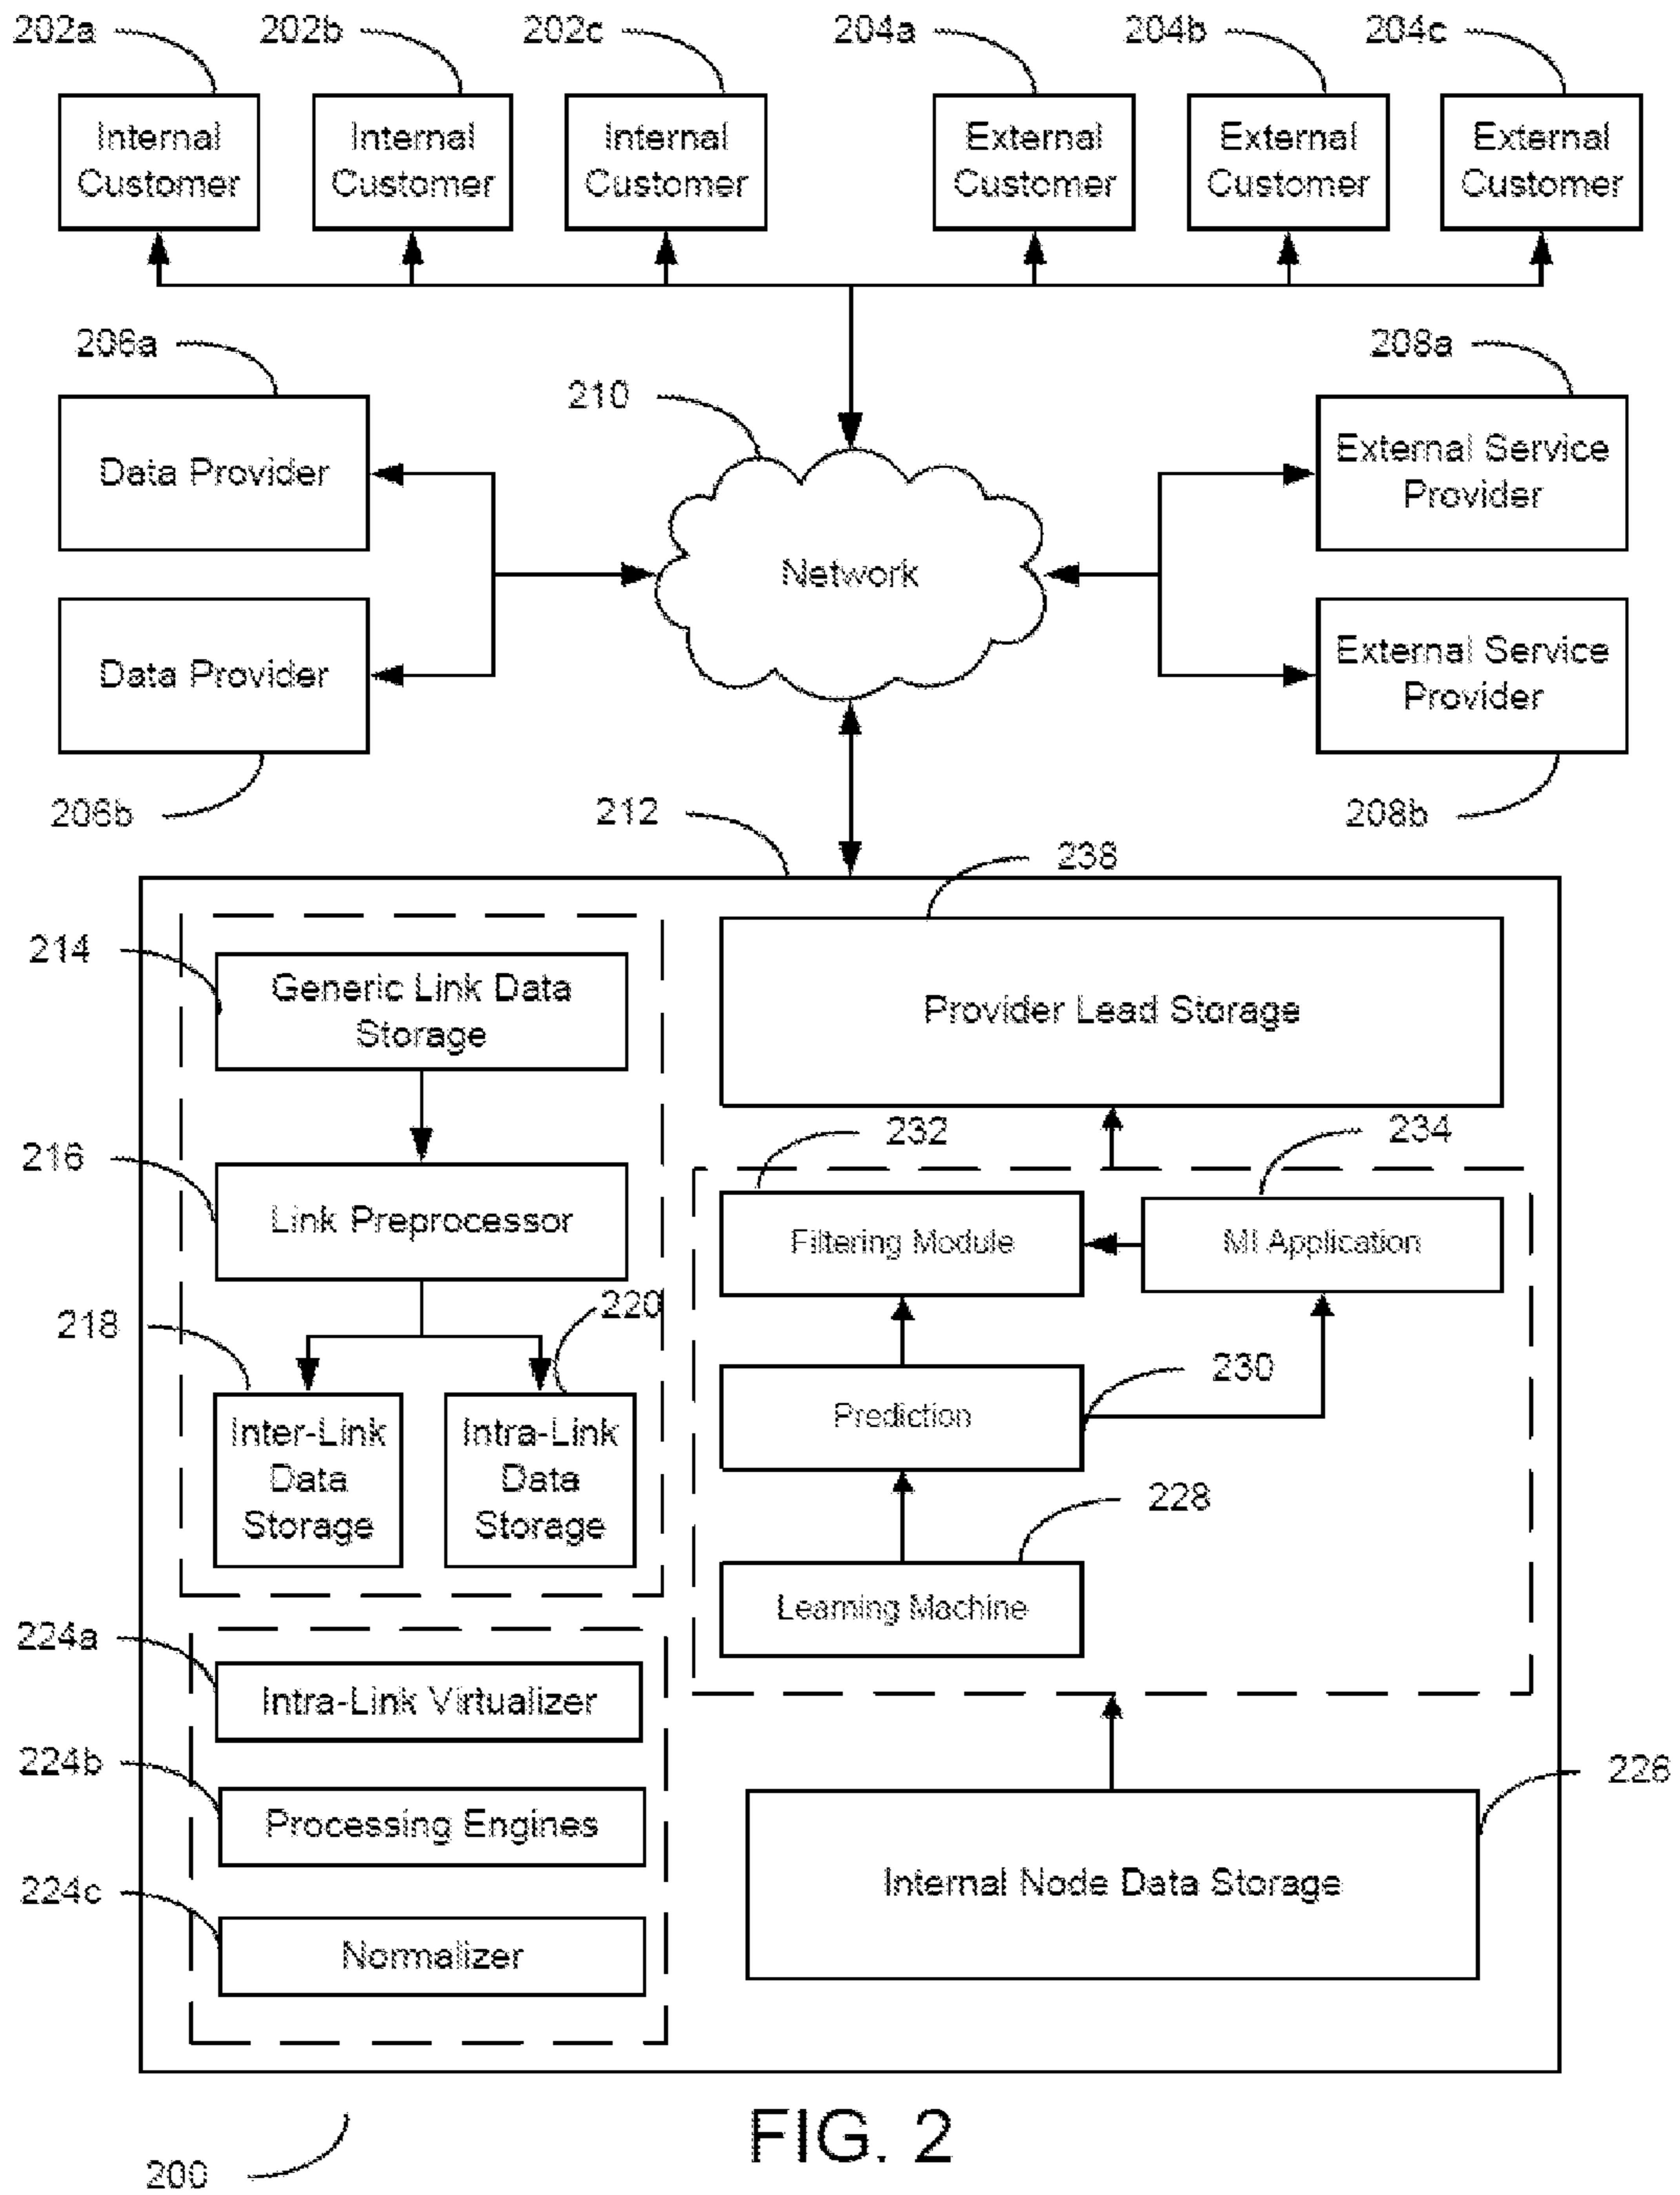 202a
202b
202c
204a
204b
204c
Internal
Customer
Internal
Customer
Internal
Customer
External
Customer
External
Customer
External
Customer
206a
210
208a
Data Provider
External Service
Provider
Network
Data Provider
External Service
Provider
206b
212
208b
238
214
Generic Link Data
Storage
Provider Lead Storage
232
234
216
Link Preprocessor
Filtering Module
MI Application
218
220
230
Inter-Link
Data
Storage
Intra-Link
Data
Storage
Prediction
228
Learning Machine
224a
Intra-Link Virtualizer
224b
226
Processing Engines
Internal Node Data Storage
224c
Normalizer
FIG. 2
200